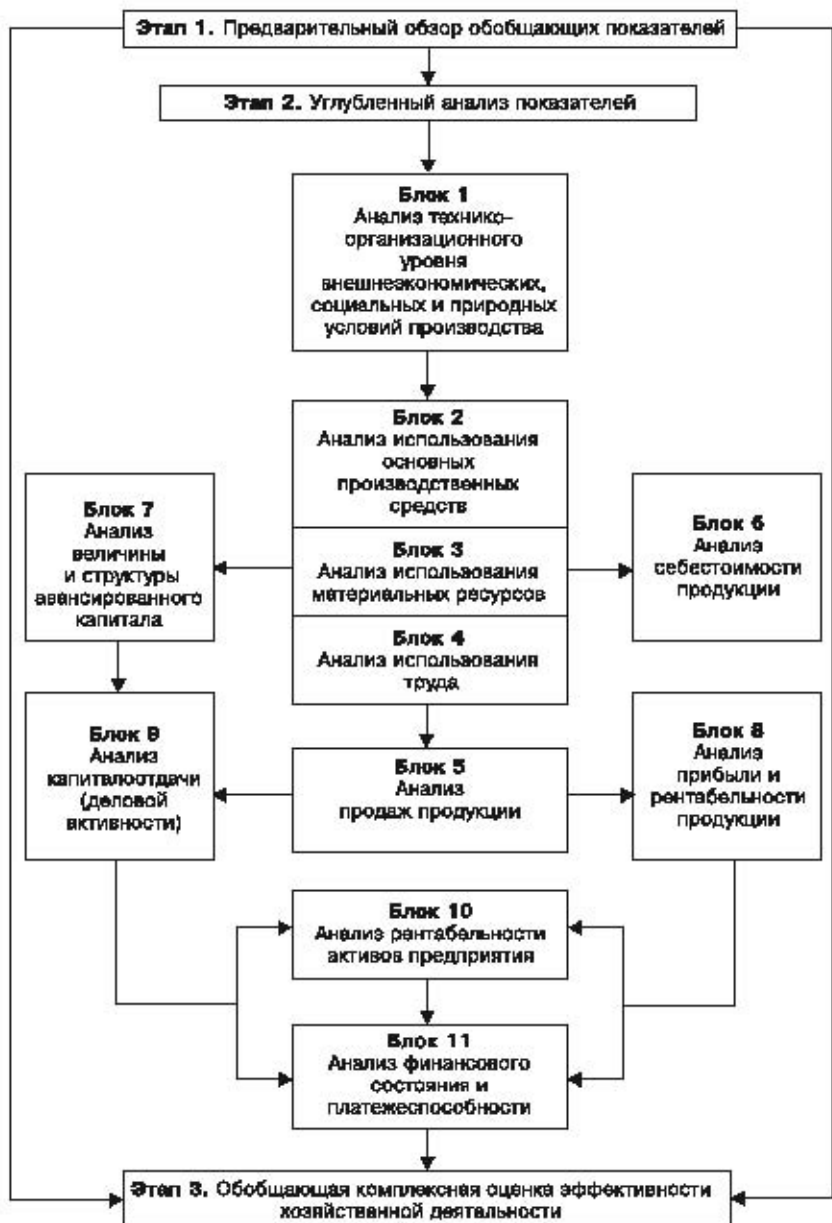 Этап 1. Предварительный обзор обобщающих показателей
Этап 2. Углубленный анализ показателей
Блок 1
Анализ технико-
организационного
уровня
внешнеэкономических,
социальных и природных
условий производства
Блок 2
Анализ использования
основных
производственных
средств
Блок 7
Анализ
величины
и структуры
авансированного
капитала
Блок 3
Анализ использования
материальных ресурсов
Блок 6
Анализ
себестоимости
продукции
Блок 4
Анализ использования
труда
Блок 9
Анализ
капиталоотдачи
(деловой
активности)
Блок 5
Анализ
продаж продукции
Блок 8
Анализ
прибыли и
рентабельности
продукции
Блок 10
Анализ рентабельности
активов предприятия
Блок 11
Анализ финансового
состояния и
платежеспособности
Этап 3. Обобщающая комплексная оценка эффективности
хозяйственной деятельности